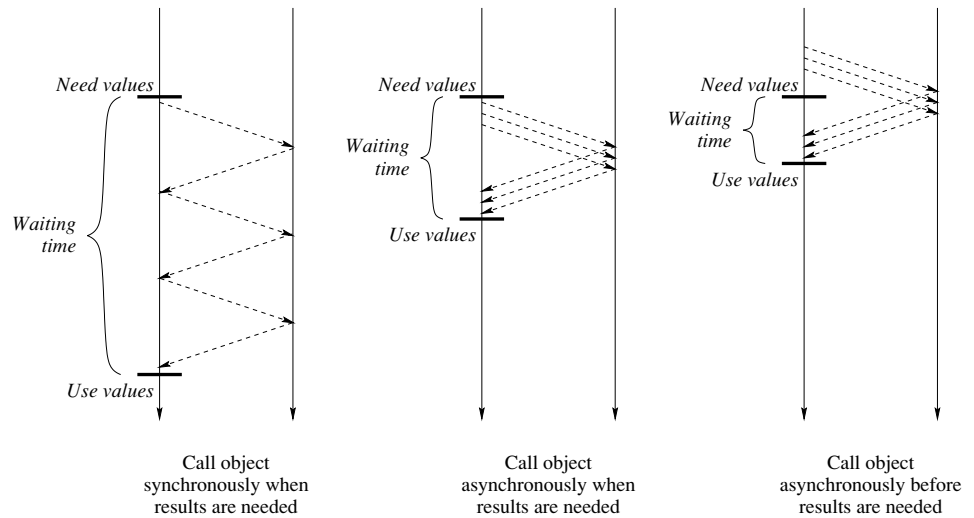 Need values
Waiting
time
Use values
Call object
synchronously when
results are needed
Need values
Waiting
time
Use values
Call object
asynchronously when
results are needed
Need values
Waiting
time
Use values
Call object
asynchronously before
results are needed